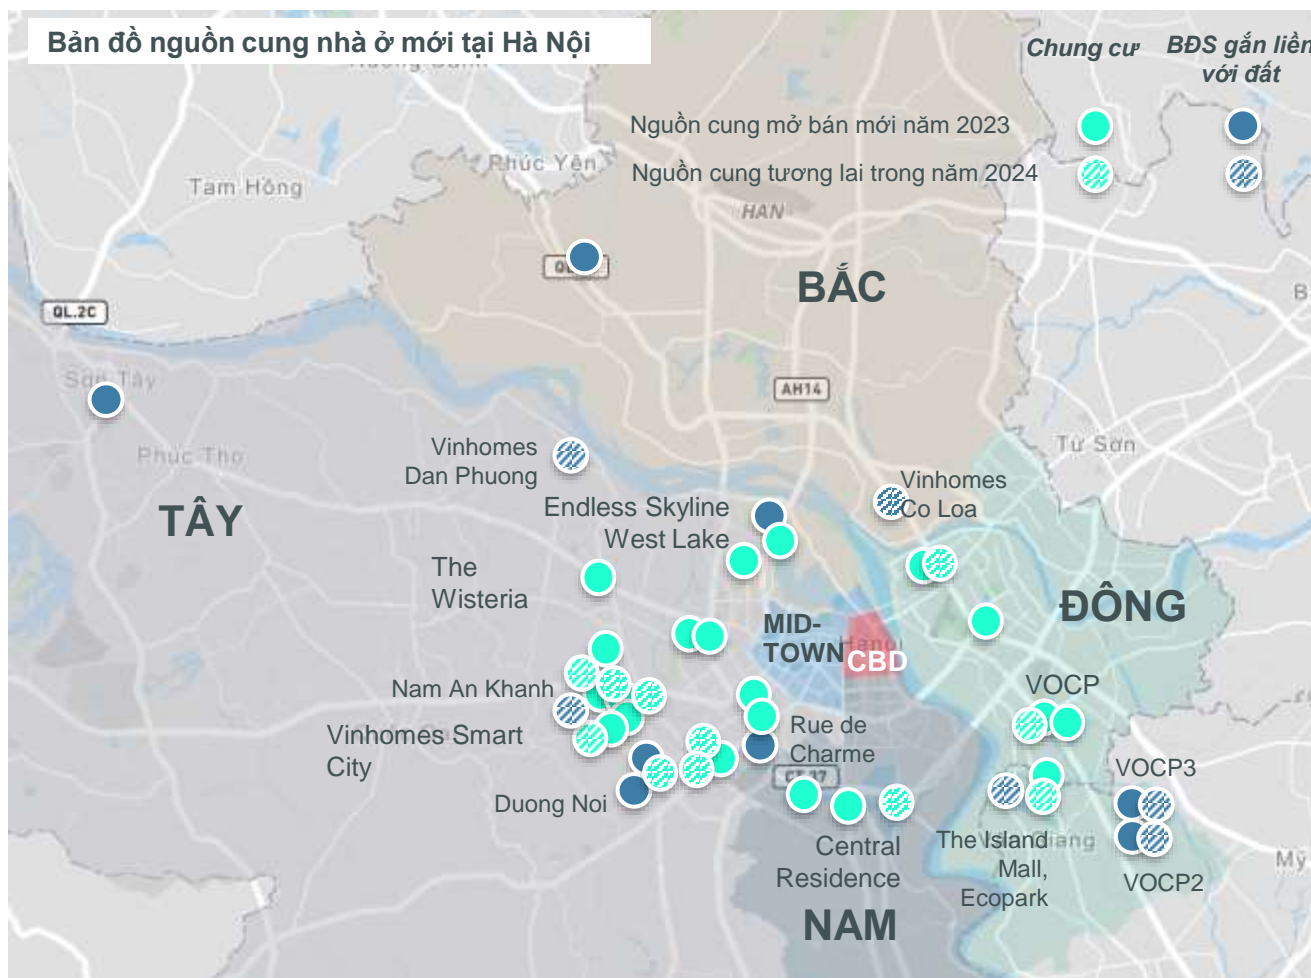 Bản đồ nguồn cung nhà ở mới tại Hà Nội
Chung cư
BĐS gắn liền
với đất
Nguồn cung mở bán mới năm 2023
Nguồn cung tương lai trong năm 2024
Phúc Yên
Tam Hồng
HAN
BẮC
QL.2C
Sơn Tây
AH14
Phúc Thọ
Từ Sơn
Vinhomes
Dan Phuong
Vinhomes
Co Loa
TÂY
Endless Skyline
West Lake
The
Wisteria
ĐÔNG
MID-
TOWN
Hanoi
CBD
Nam An Khanh
VOCP
Vinhomes Smart
City
Rue de
Charme
VOCP3
Duong Noi
Central
Residence
The Island
Mall,
Ecopark
Văn Giang
Mỹ
VOCP2
NAM